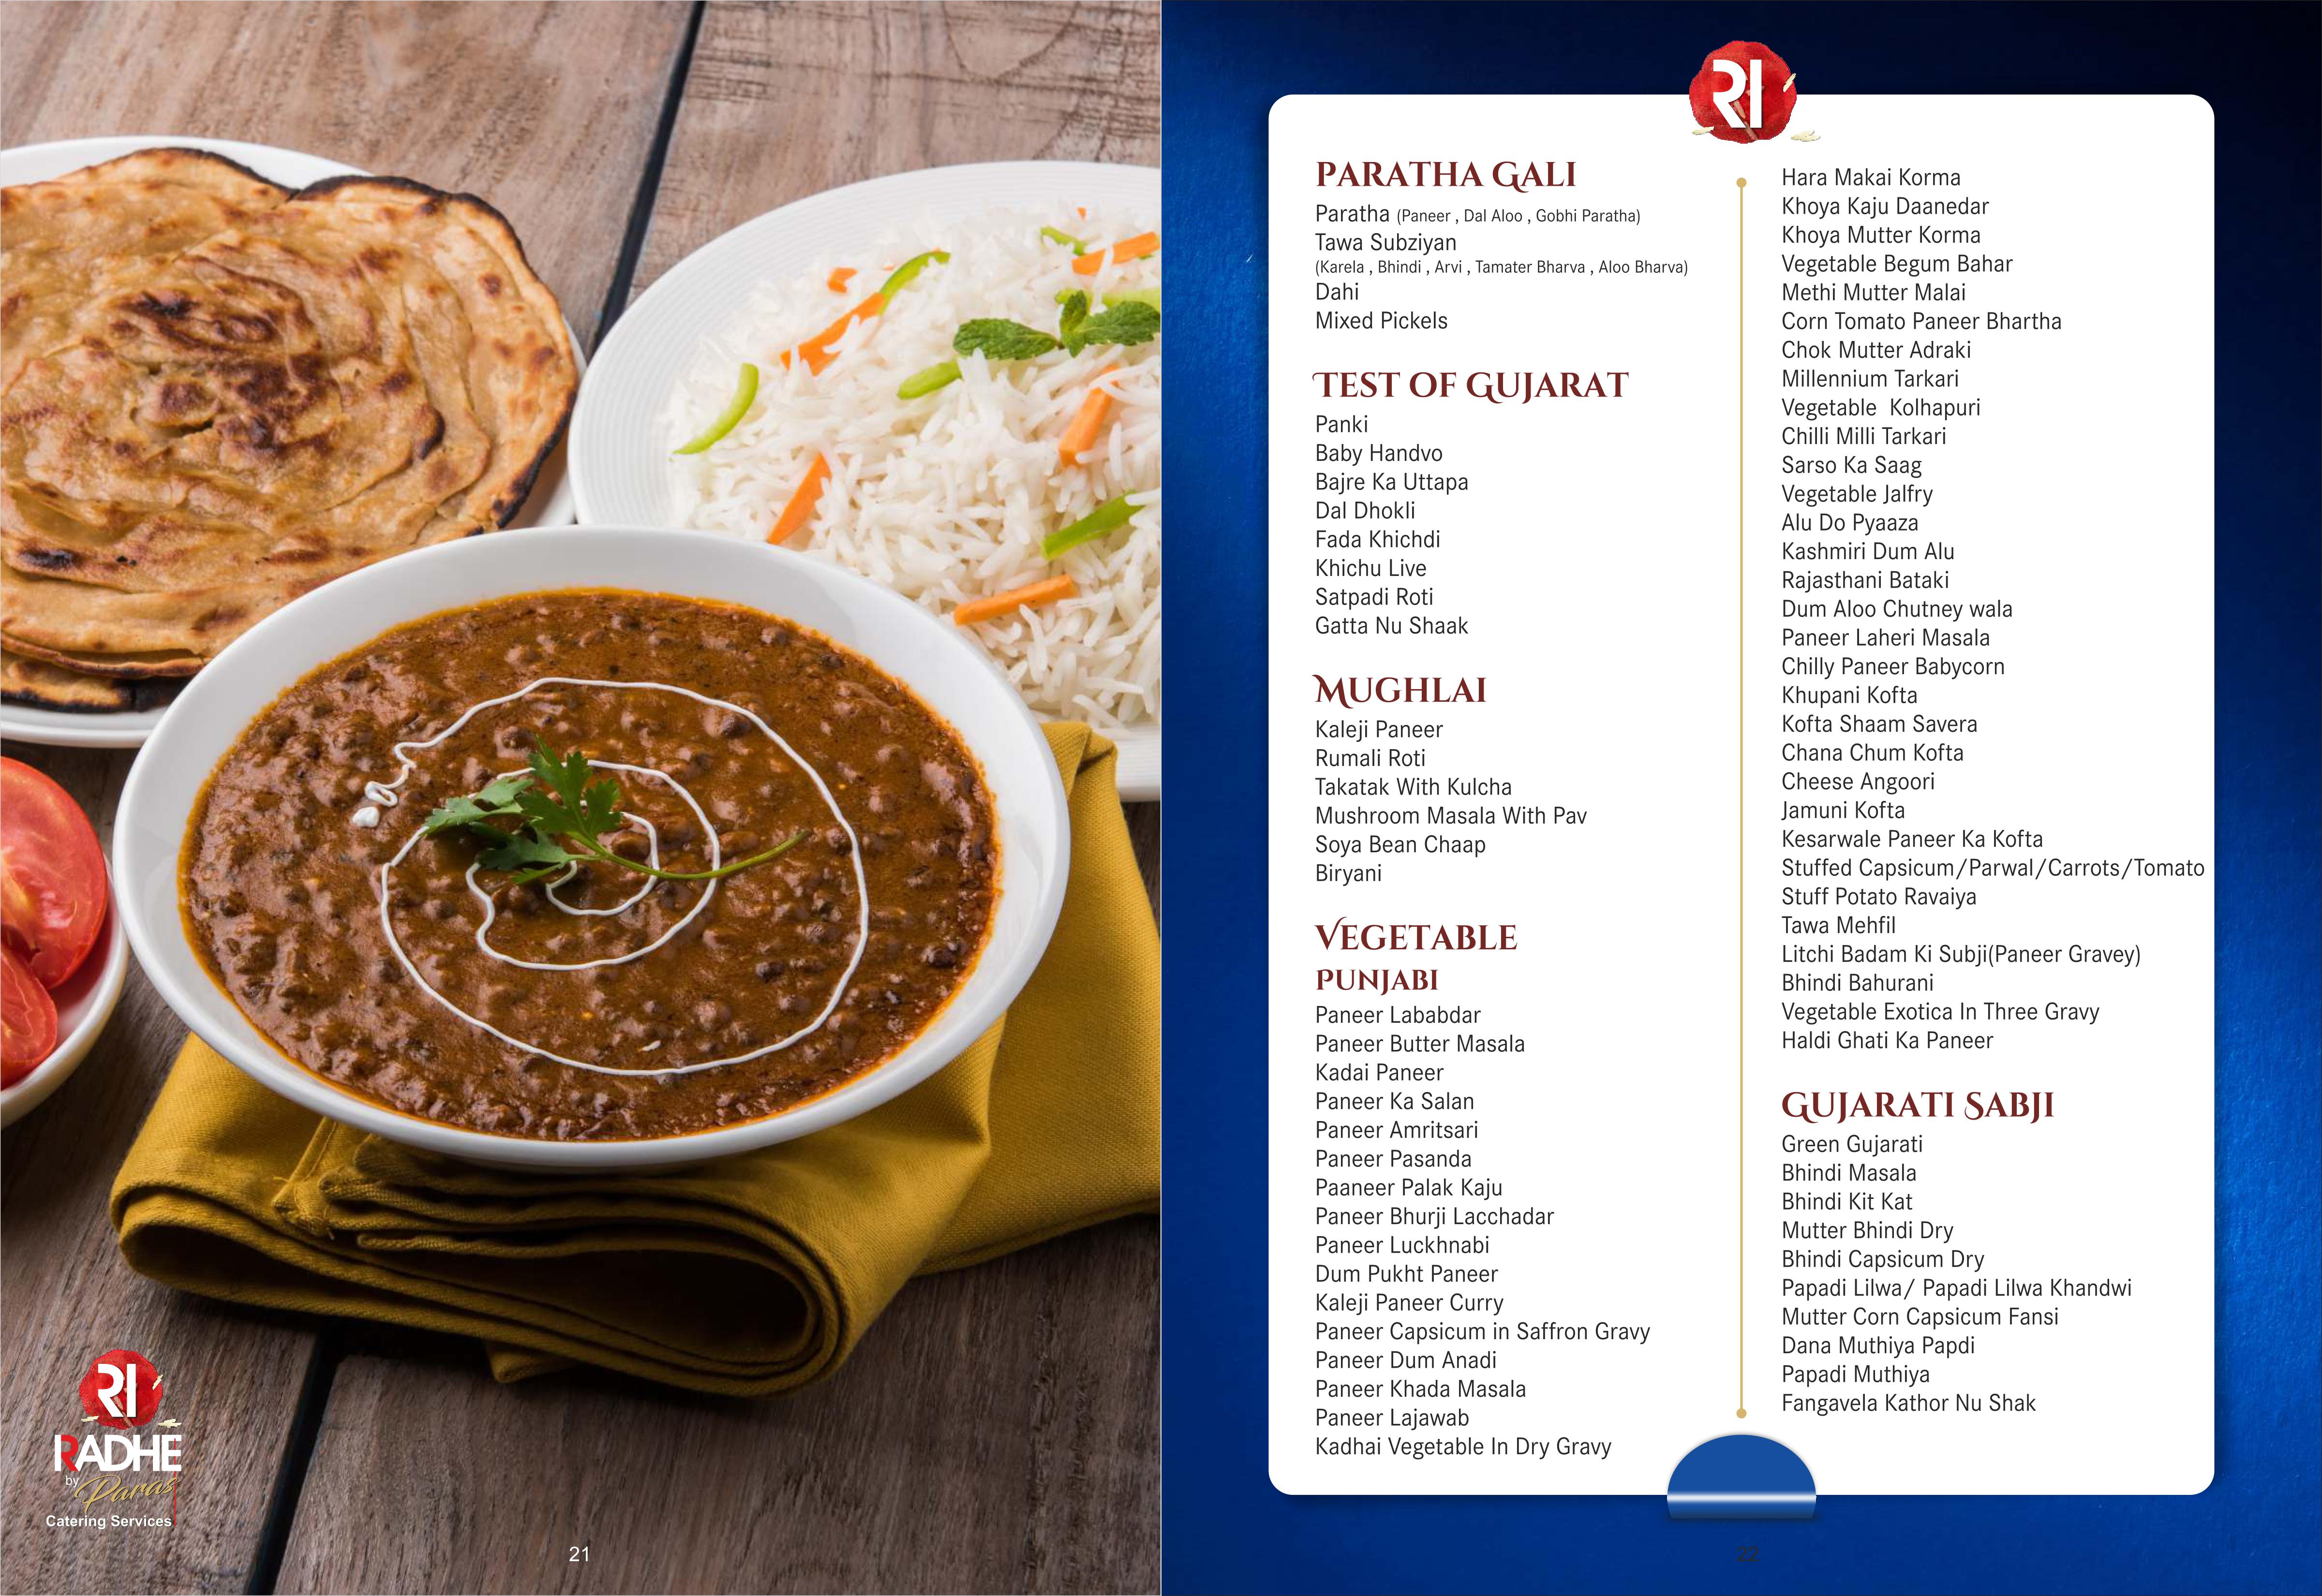 RI
RADHE
by Paras
Catering Services
21
RI
PARATHA GALI
Paratha (Paneer , Dal Aloo , Gobhi Paratha)
Tawa Subziyan
(Karela , Bhindi , Arvi , Tamater Bharva , Aloo Bharva)
Dahi
Mixed Pickels
TEST OF GUJARAT
Panki
Baby Handvo
Bajre Ka Uttapa
Dal Dhokli
Fada Khichdi
Khichu Live
Satpadi Roti
Gatta Nu Shaak
MUGHLAI
Kaleji Paneer
Rumali Roti
Takatak With Kulcha
Mushroom Masala With Pav
Soya Bean Chaap
Biryani
VEGETABLE
PUNJABI
Paneer Lababdar
Paneer Butter Masala
Kadai Paneer
Paneer Ka Salan
Paneer Amritsari
Paneer Pasanda
Paaneer Palak Kaju
Paneer Bhurji Lacchadar
Paneer Luckhnabi
Dum Pukht Paneer
Kaleji Paneer Curry
Paneer Capsicum in Saffron Gravy
Paneer Dum Anadi
Paneer Khada Masala
Paneer Lajawab
Kadhai Vegetable In Dry Gravy
Hara Makai Korma
Khoya Kaju Daanedar
Khoya Mutter Korma
Vegetable Begum Bahar
Methi Mutter Malai
Corn Tomato Paneer Bhartha
Chok Mutter Adraki
Millennium Tarkari
Vegetable Kolhapuri
Chilli Milli Tarkari
Sarso Ka Saag
Vegetable Jalfry
Alu Do Pyaaza
Kashmiri Dum Alu
Rajasthani Bataki
Dum Aloo Chutney wala
Paneer Laheri Masala
Chilly Paneer Babycorn
Khupani Kofta
Kofta Shaam Savera
Chana Chum Kofta
Cheese Angoori
Jamuni Kofta
Kesarwale Paneer Ka Kofta
Stuffed Capsicum/Parwal/Carrots/Tomato
Stuff Potato Ravaiya
Tawa Mehfil
Litchi Badam Ki Subji(Paneer Gravey)
Bhindi Bahurani
Vegetable Exotica In Three Gravy
Haldi Ghati Ka Paneer
GUJARATI SABJI
Green Gujarati
Bhindi Masala
Bhindi Kit Kat
Mutter Bhindi Dry
Bhindi Capsicum Dry
Papadi Lilwa/ Papadi Lilwa Khandwi
Mutter Corn Capsicum Fansi
Dana Muthiya Papdi
Papadi Muthiya
Fangavela Kathor Nu Shak
22